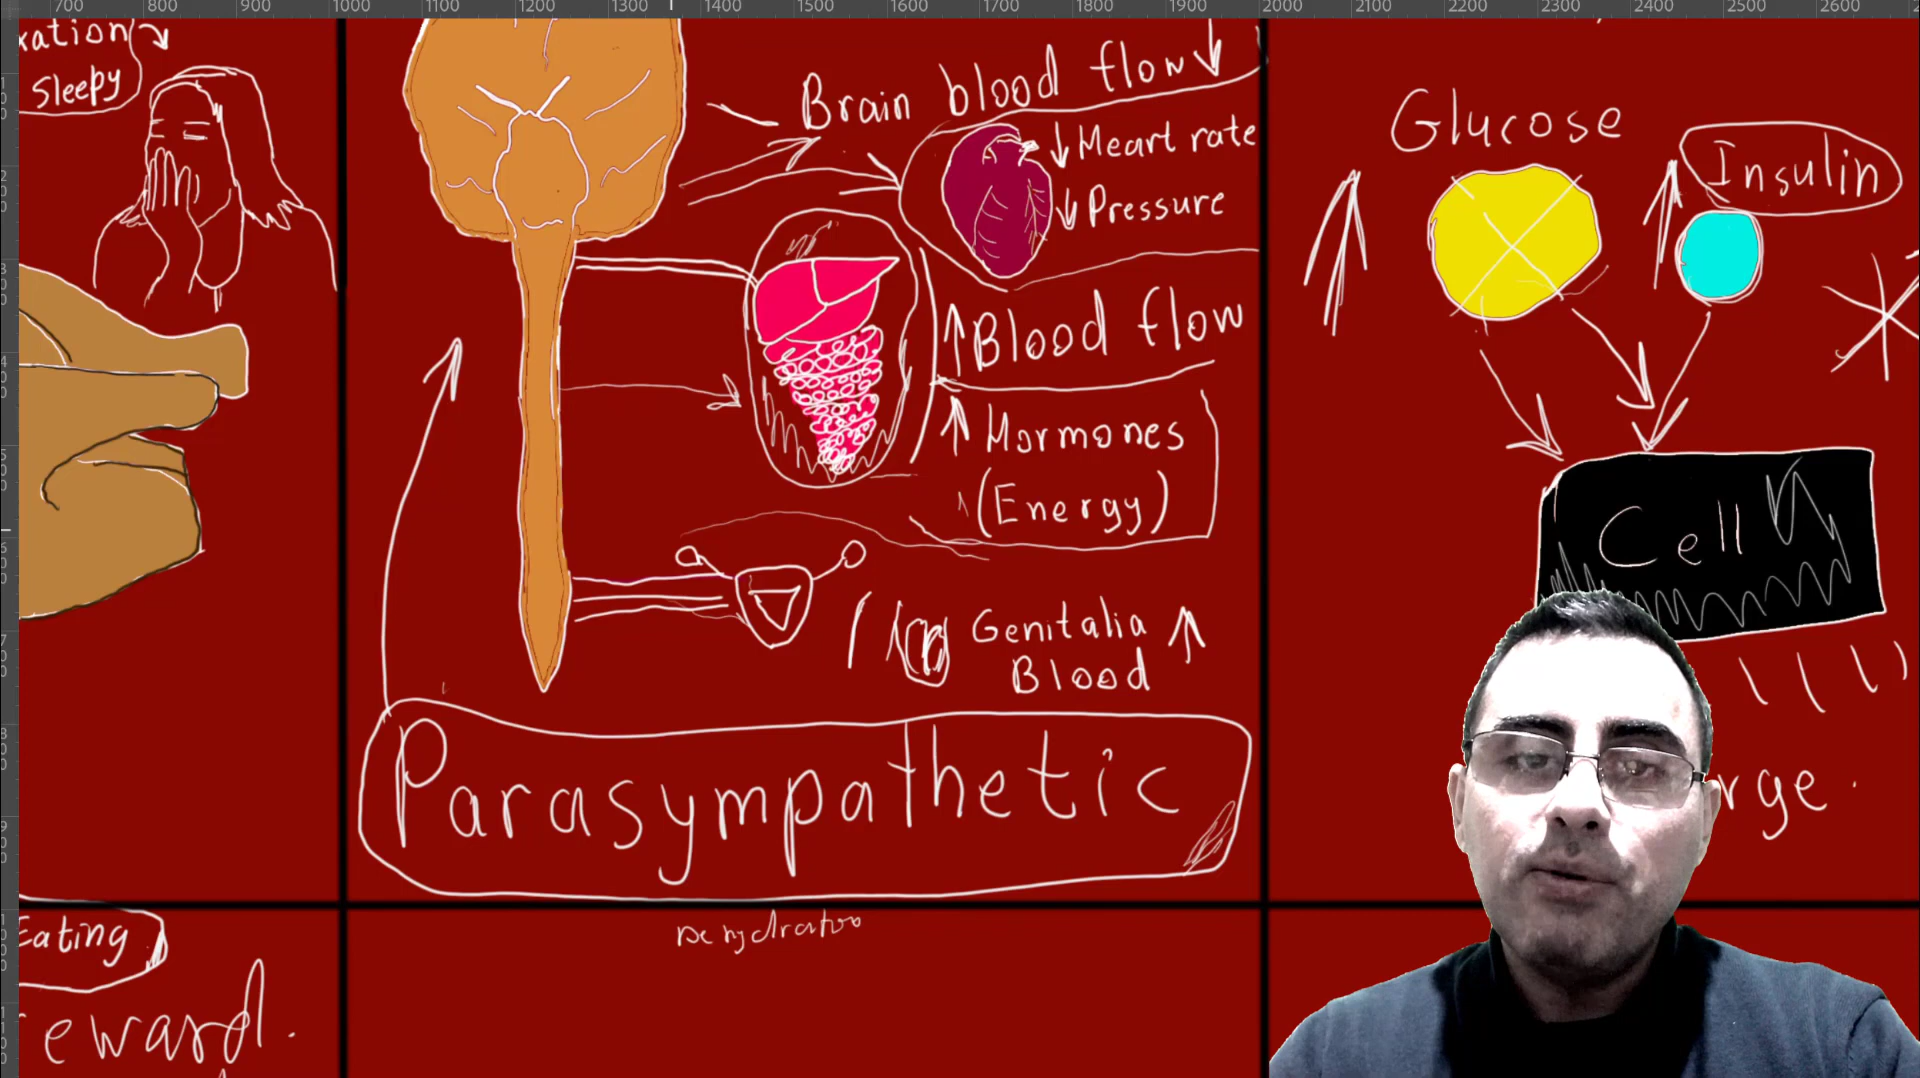 700 800 900 1000 1100 1200 1300 1400 1500 1600 1700 1800 1900 2000 2100 2200 2300 2400 2500 2600
xation
Sleepy
Brain blood flow ↓
↓ Heart rate
↓ Pressure
↑ Blood flow
↑ Hormones
(Energy)
Genitalia ↑
Blood
Parasympathetic
Glucose
Insulin
Cell
rge.
Eating
eward.